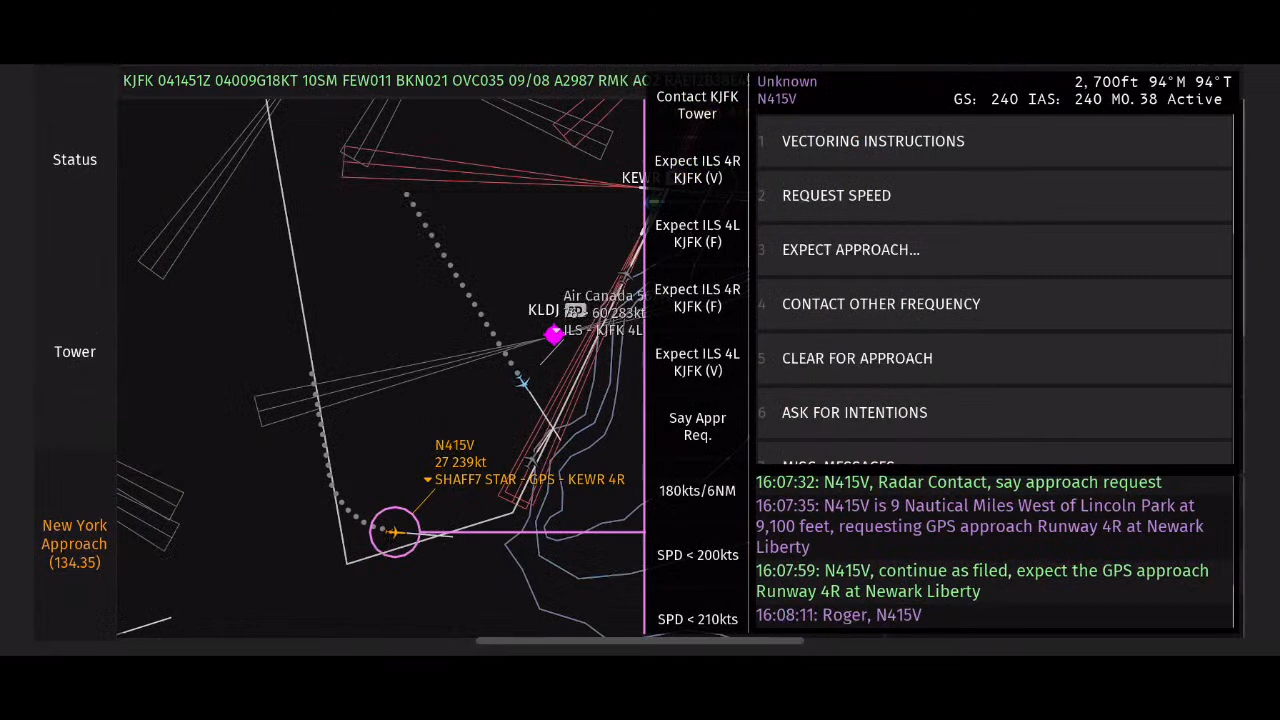 KJFK 041451Z 04009G18KT 10SM FEW011 BKN021 OVC035 09/08 A2987 RMK
Status
Tower
New York
Approach
(134.35)
KEWR
Air Canada
60/283kt
ILS - KJFK 4L
KLDJ
N415V
27 239kt
SHAFF7 STAR - GPS - KEWR 4R
Contact KJFK
Tower
Expect ILS 4R
KJFK (V)
Expect ILS 4L
KJFK (F)
Expect ILS 4R
KJFK (F)
Expect ILS 4L
KJFK (V)
Say Appr
Req.
180kts/6NM
SPD < 200kts
SPD < 210kts
Unknown
N415V
2,700ft 94°M 94°T
GS: 240 IAS: 240 M0.38 Active
1 VECTORING INSTRUCTIONS
2 REQUEST SPEED
3 EXPECT APPROACH...
4 CONTACT OTHER FREQUENCY
5 CLEAR FOR APPROACH
6 ASK FOR INTENTIONS
MISC. MESSAGES
16:07:32: N415V, Radar Contact, say approach request
16:07:35: N415V is 9 Nautical Miles West of Lincoln Park at
9,100 feet, requesting GPS approach Runway 4R at Newark
Liberty
16:07:59: N415V, continue as filed, expect the GPS approach
Runway 4R at Newark Liberty
16:08:11: Roger, N415V